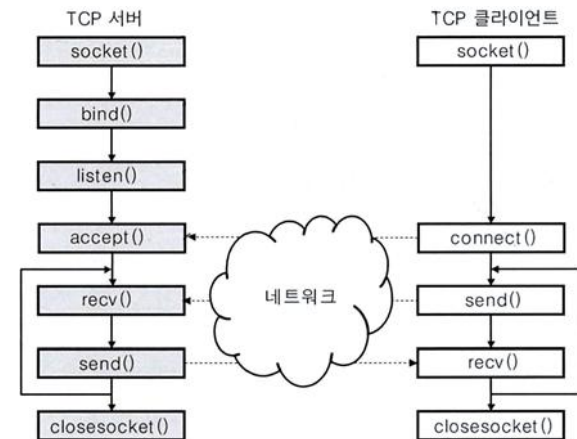 TCP 서버
socket()
bind()
listen()
accept()
recv()
send()
closesocket()
네트워크
TCP 클라이언트
socket()
connect()
send()
recv()
closesocket()